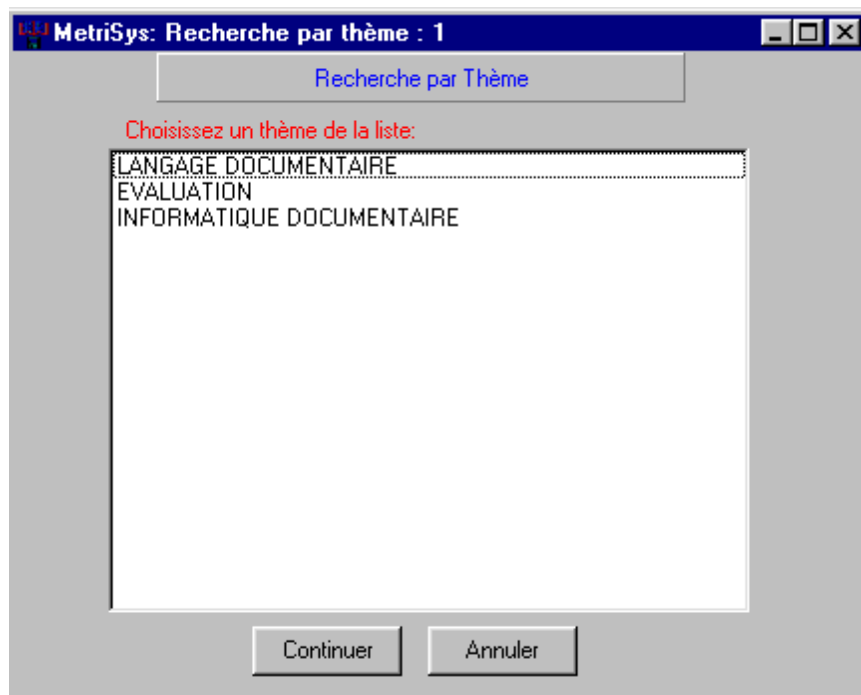 MetriSys: Recherche par thème : 1
Recherche par Thème
Choisissez un thème de la liste:
LANGAGE DOCUMENTAIRE
EVALUATION
INFORMATIQUE DOCUMENTAIRE
Continuer Annuler